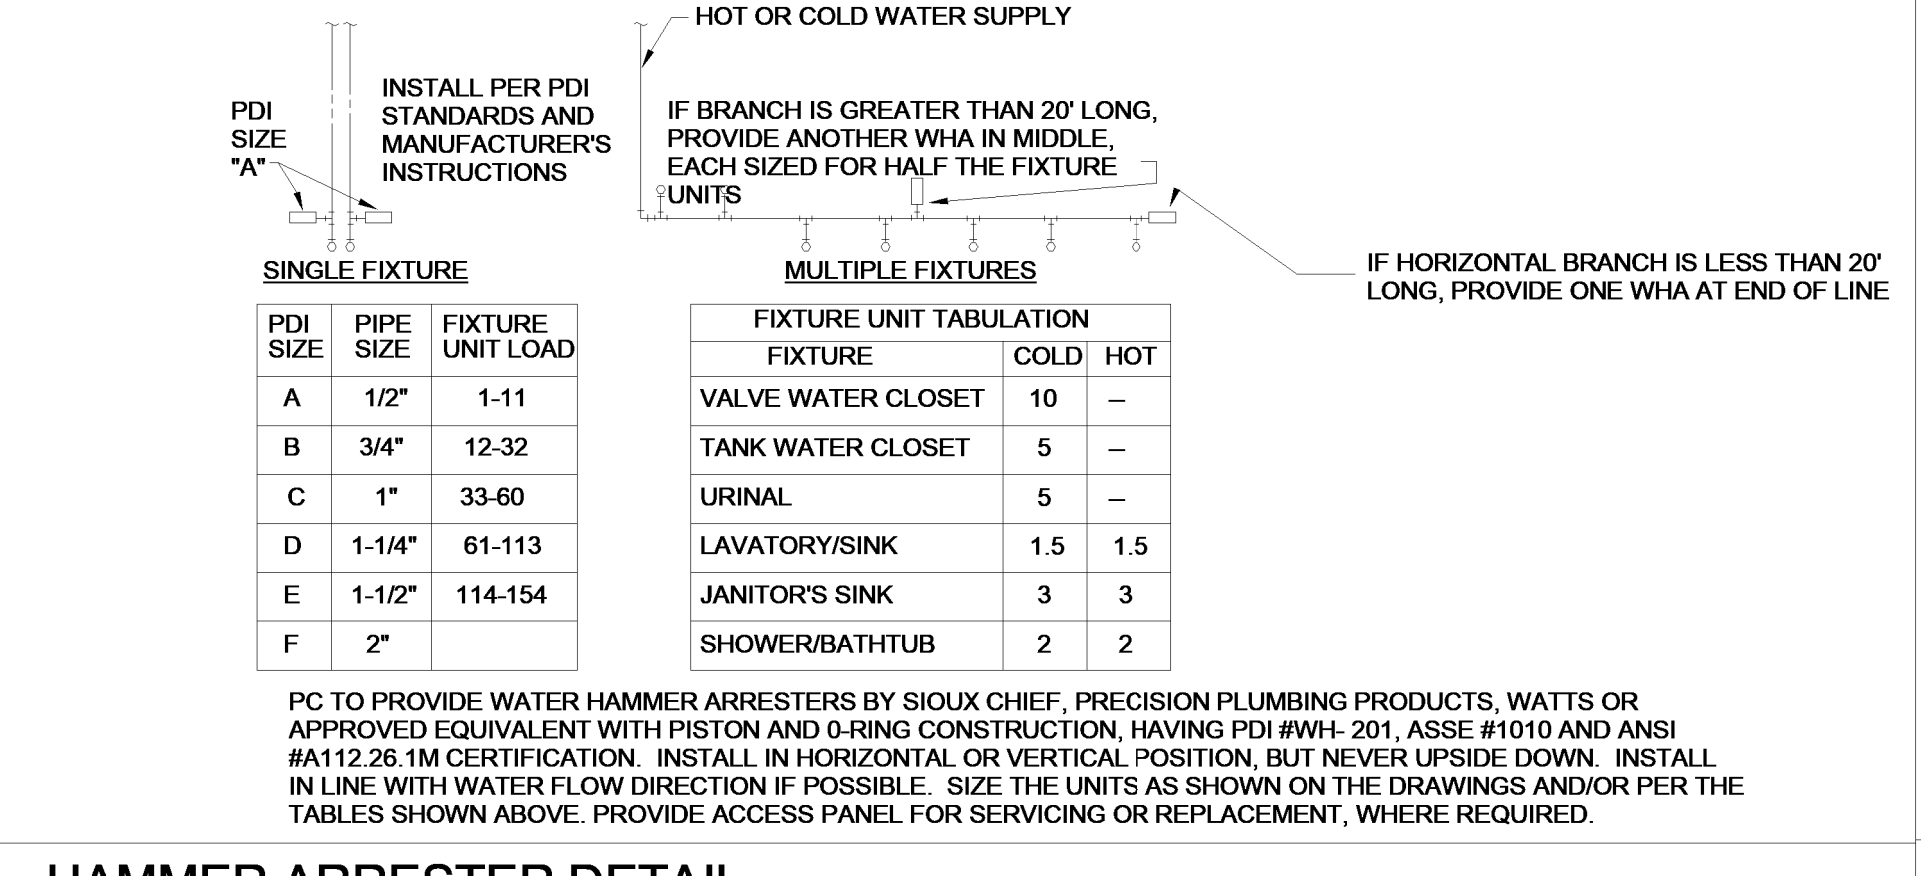 HOT OR COLD WATER SUPPLY
PDI
SIZE
"A"
INSTALL PER PDI
STANDARDS AND
MANUFACTURER'S
INSTRUCTIONS
IF BRANCH IS GREATER THAN 20' LONG,
PROVIDE ANOTHER WHA IN MIDDLE,
EACH SIZED FOR HALF THE FIXTURE
UNITS
IF HORIZONTAL BRANCH IS LESS THAN 20'
LONG, PROVIDE ONE WHA AT END OF LINE
SINGLE FIXTURE
PDI SIZE PIPE SIZE FIXTURE UNIT LOAD
A 1/2" 1-11
B 3/4" 12-32
C 1" 33-60
D 1-1/4" 61-113
E 1-1/2" 114-154
F 2"
MULTIPLE FIXTURES
FIXTURE UNIT TABULATION
FIXTURE COLD HOT
VALVE WATER CLOSET 10 —
TANK WATER CLOSET 5 —
URINAL 5 —
LAVATORY/SINK 1.5 1.5
JANITOR'S SINK 3 3
SHOWER/BATHTUB 2 2
PC TO PROVIDE WATER HAMMER ARRESTERS BY SIOUX CHIEF, PRECISION PLUMBING PRODUCTS, WATTS OR
APPROVED EQUIVALENT WITH PISTON AND 0-RING CONSTRUCTION, HAVING PDI #WH- 201, ASSE #1010 AND ANSI
#A112.26.1M CERTIFICATION. INSTALL IN HORIZONTAL OR VERTICAL POSITION, BUT NEVER UPSIDE DOWN. INSTALL
IN LINE WITH WATER FLOW DIRECTION IF POSSIBLE. SIZE THE UNITS AS SHOWN ON THE DRAWINGS AND/OR PER THE
TABLES SHOWN ABOVE. PROVIDE ACCESS PANEL FOR SERVICING OR REPLACEMENT, WHERE REQUIRED.
HAMMER ARRESTER DETAIL